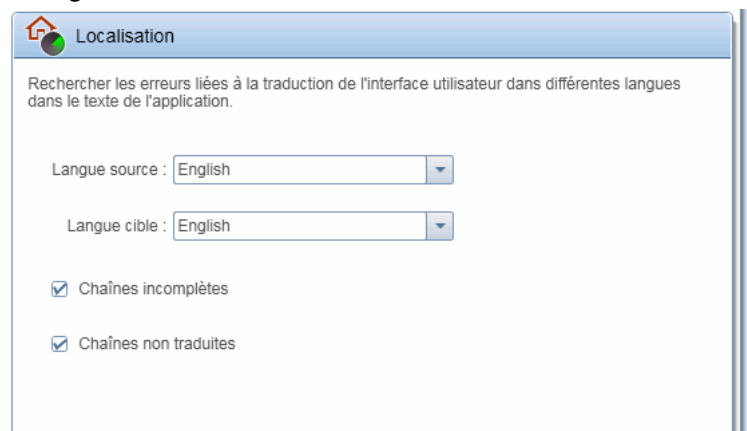 Localisation
Rechercher les erreurs liées à la traduction de l'interface utilisateur dans différentes langues
dans le texte de l'application.
Langue source : English
Langue cible : English
Chaînes incomplètes
Chaînes non traduites